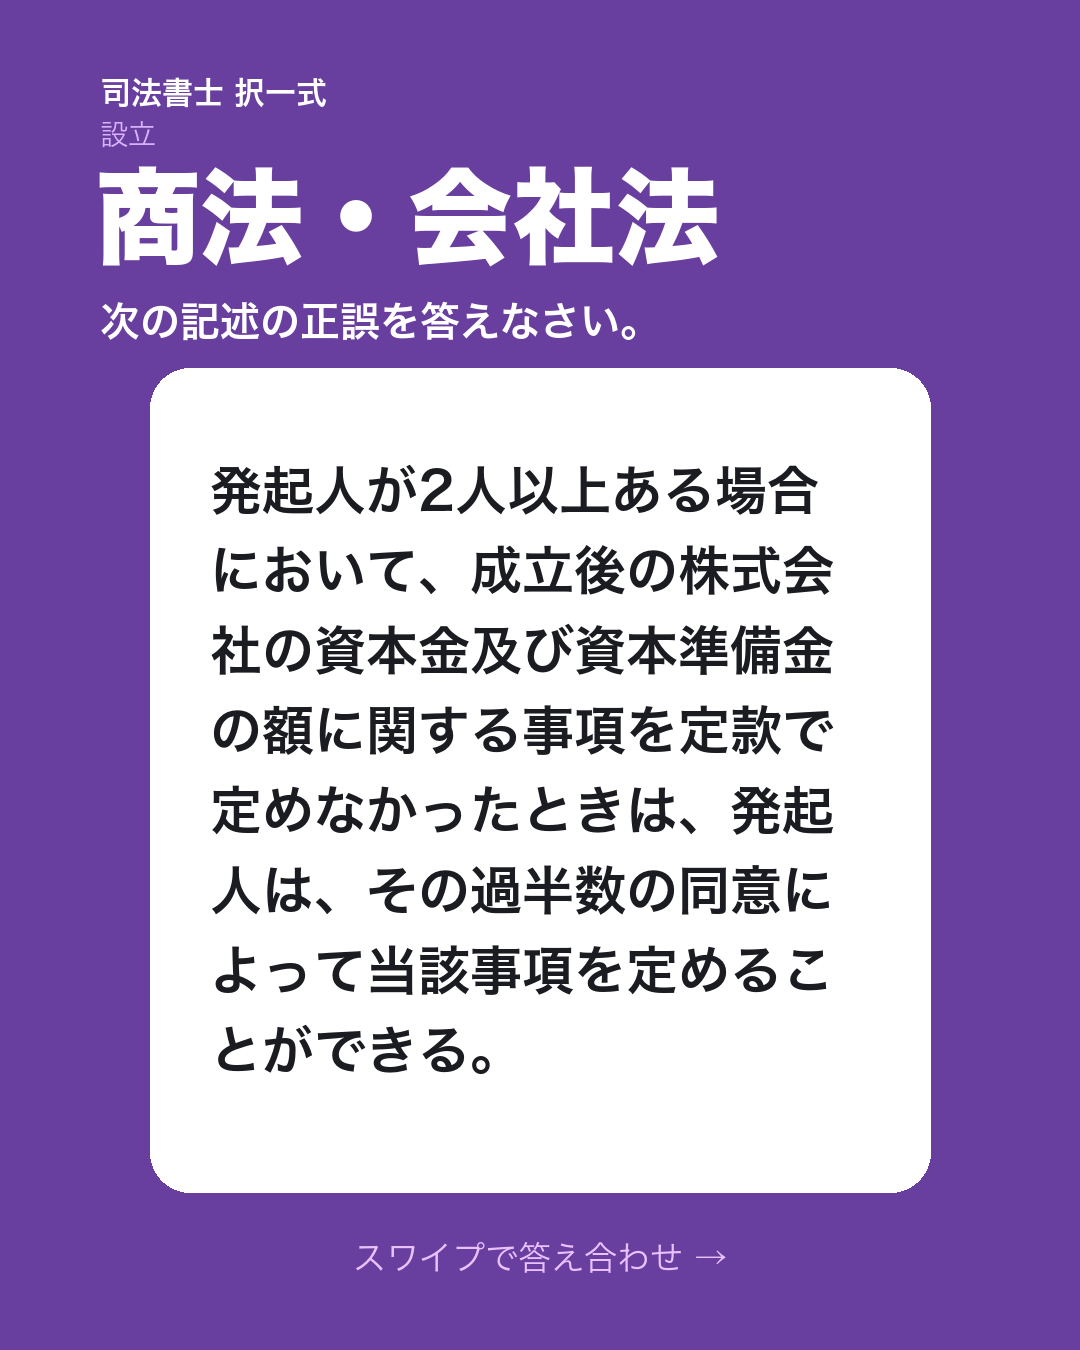 司法書士 択一式
設立
商法・会社法
次の記述の正誤を答えなさい。
発起人が2人以上ある場合
において、成立後の株式会
社の資本金及び資本準備金
の額に関する事項を定款で
定めなかったときは、発起
人は、その過半数の同意に
よって当該事項を定めるこ
とができる。
スワイプで答え合わせ →